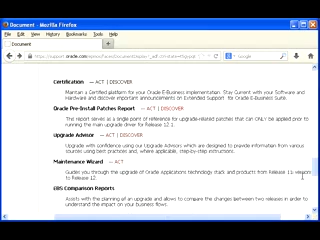 Document - Mozilla Firefox
File Edit View History Bookmarks Tools Help
Document
Google
Certification — ACT | DISCOVER
Maintain a Certified platform for your Oracle E-Business implementation. Stay Current with your Software and
Hardware and discover important announcements on Extended Support its Oracle E-Business Suite.
Oracle Pre-Install Patches Report — ACT | DISCOVER
The report serves as a single point of reference for upgrade-related patches that can ONLY be applied prior to
running the main upgrade driver for Release 12.1.
Upgrade Advisor — ACT | DISCOVER
Upgrade with confidence using our Upgrade Advisors which are designed to provide information from various
sources using best practices and, where applicable, step-by-step instructions.
Maintenance Wizard — ACT
Guides you through the upgrade of Oracle Applications technology stack and products from Release 11i version
to Release 12
EBS Comparison Reports
Assists with the planning of an upgrade and allows to compare the changes between two releases in order to
understand the impact on your business flows.